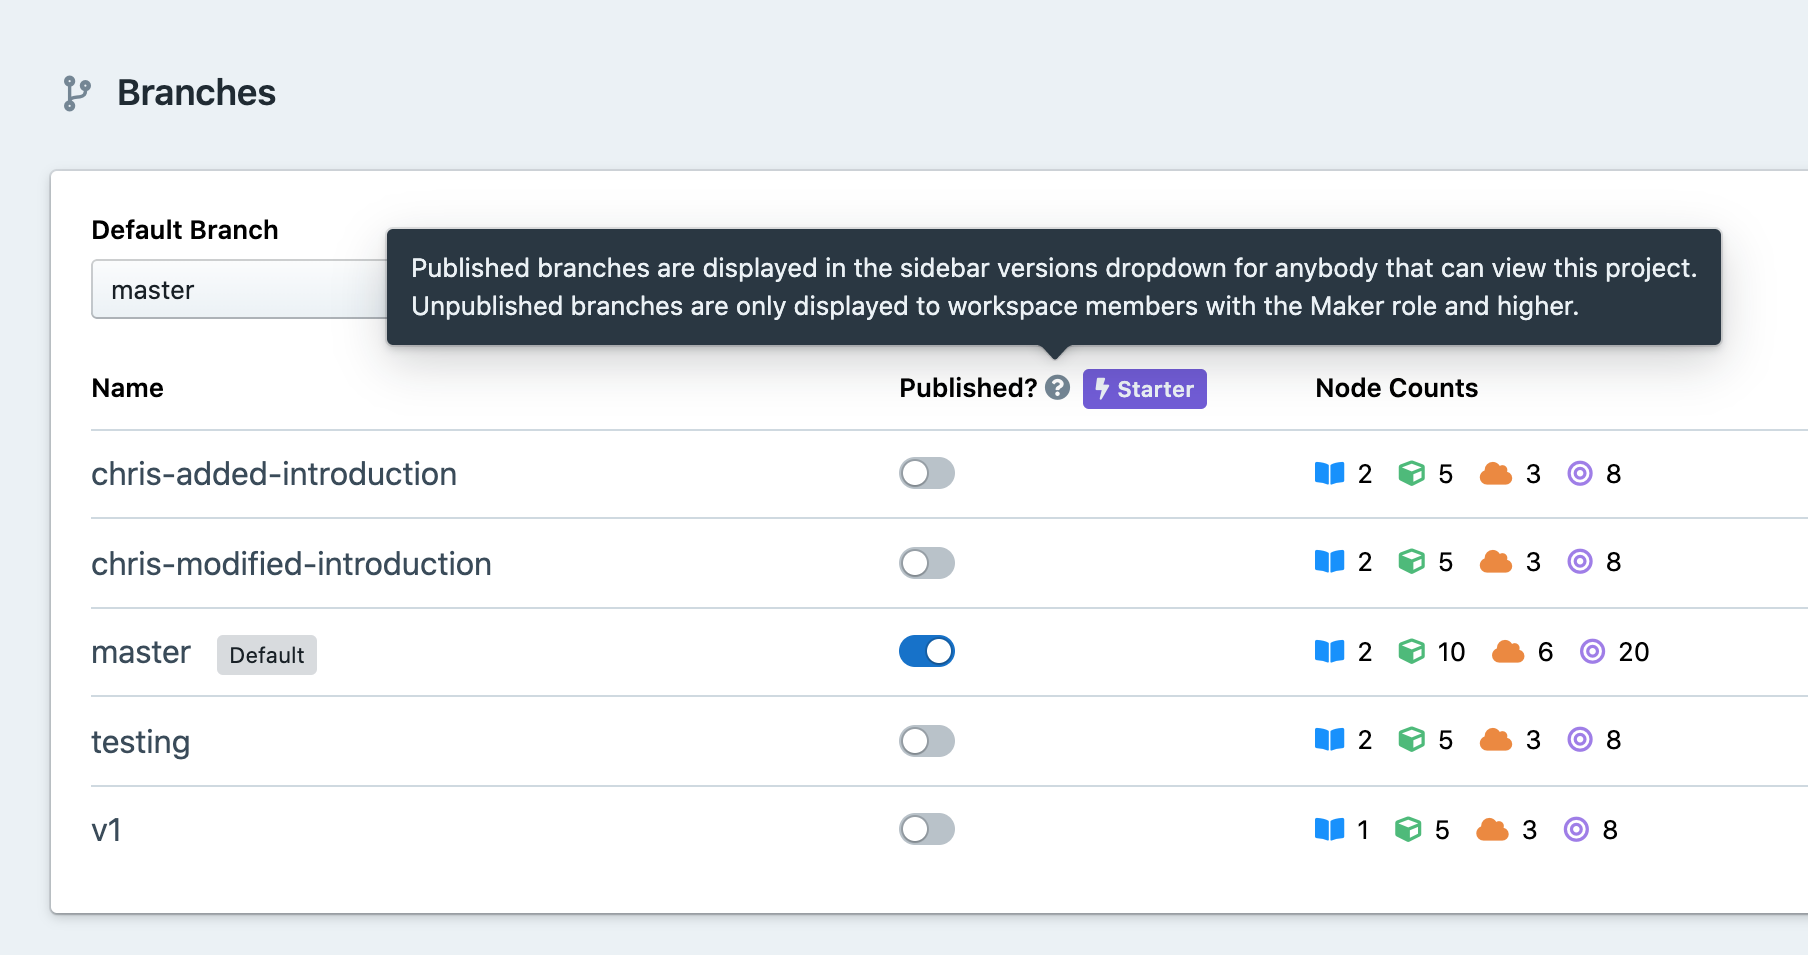 Branches
Default Branch
master
Published branches are displayed in the sidebar versions dropdown for anybody that can view this project.
Unpublished branches are only displayed to workspace members with the Maker role and higher.
Name Published? ? Starter Node Counts
chris-added-introduction 2 5 3 8
chris-modified-introduction 2 5 3 8
master Default 2 10 6 20
testing 2 5 3 8
v1 1 5 3 8